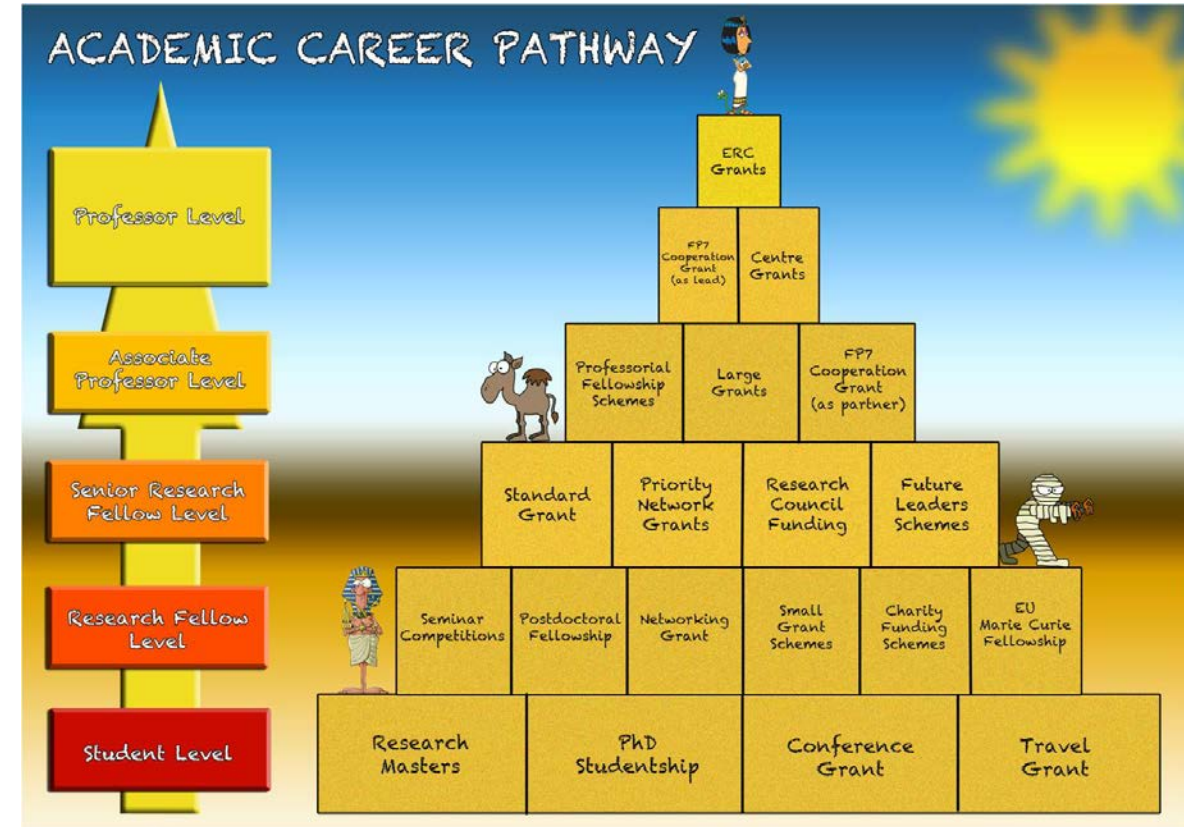 ACADEMIC CAREER PATHWAY
Professor Level
Associate
Professor Level
Senior Research
Fellow Level
Research Fellow
Level
Student Level
ERC
Grants
FP7
Cooperation
Grant
(as lead)
Centre
Grants
Professorial
Fellowship
Schemes
Large
Grants
FP7
Cooperation
Grant
(as partner)
Standard
Grant
Priority
Network
Grants
Research
Council
Funding
Future
Leaders
Schemes
Seminar
Competitions
Postdoctoral
Fellowship
Networking
Grant
Small
Grant
Schemes
Charity
Funding
Schemes
EU
Marie Curie
Fellowship
Research
Masters
PhD
Studentship
Conference
Grant
Travel
Grant